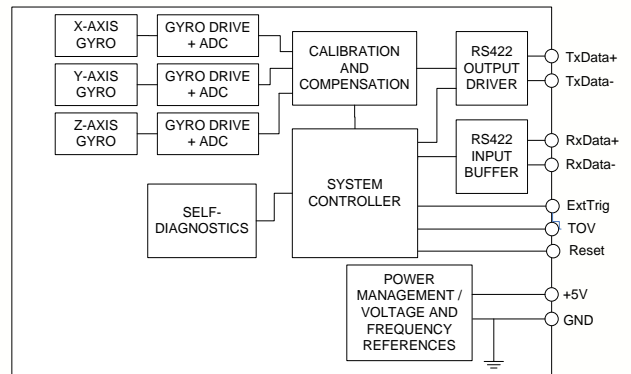 X-AXIS
GYRO
GYRO DRIVE
+ ADC
Y-AXIS
GYRO
GYRO DRIVE
+ ADC
Z-AXIS
GYRO
GYRO DRIVE
+ ADC
CALIBRATION
AND
COMPENSATION
RS422
OUTPUT
DRIVER
TxData+
TxData-
RS422
INPUT
BUFFER
RxData+
RxData-
SYSTEM
CONTROLLER
SELF-
DIAGNOSTICS
ExtTrig
TOV
Reset
POWER
MANAGEMENT /
VOLTAGE AND
FREQUENCY
REFERENCES
+5V
GND